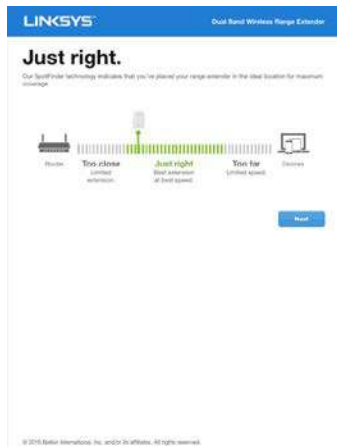 LINKSYS
Dual Band Wireless Range Extender
Just right.
Our SpotFinder technology indicates that you've placed your range extender in the ideal location for maximum
coverage.
Router
Too close
Limited
extension.
Just right
Best extension
at best speed.
Too far
Limited speed.
Devices
Next
© 2015 Belkin International, Inc. and/or its affiliates. All rights reserved.